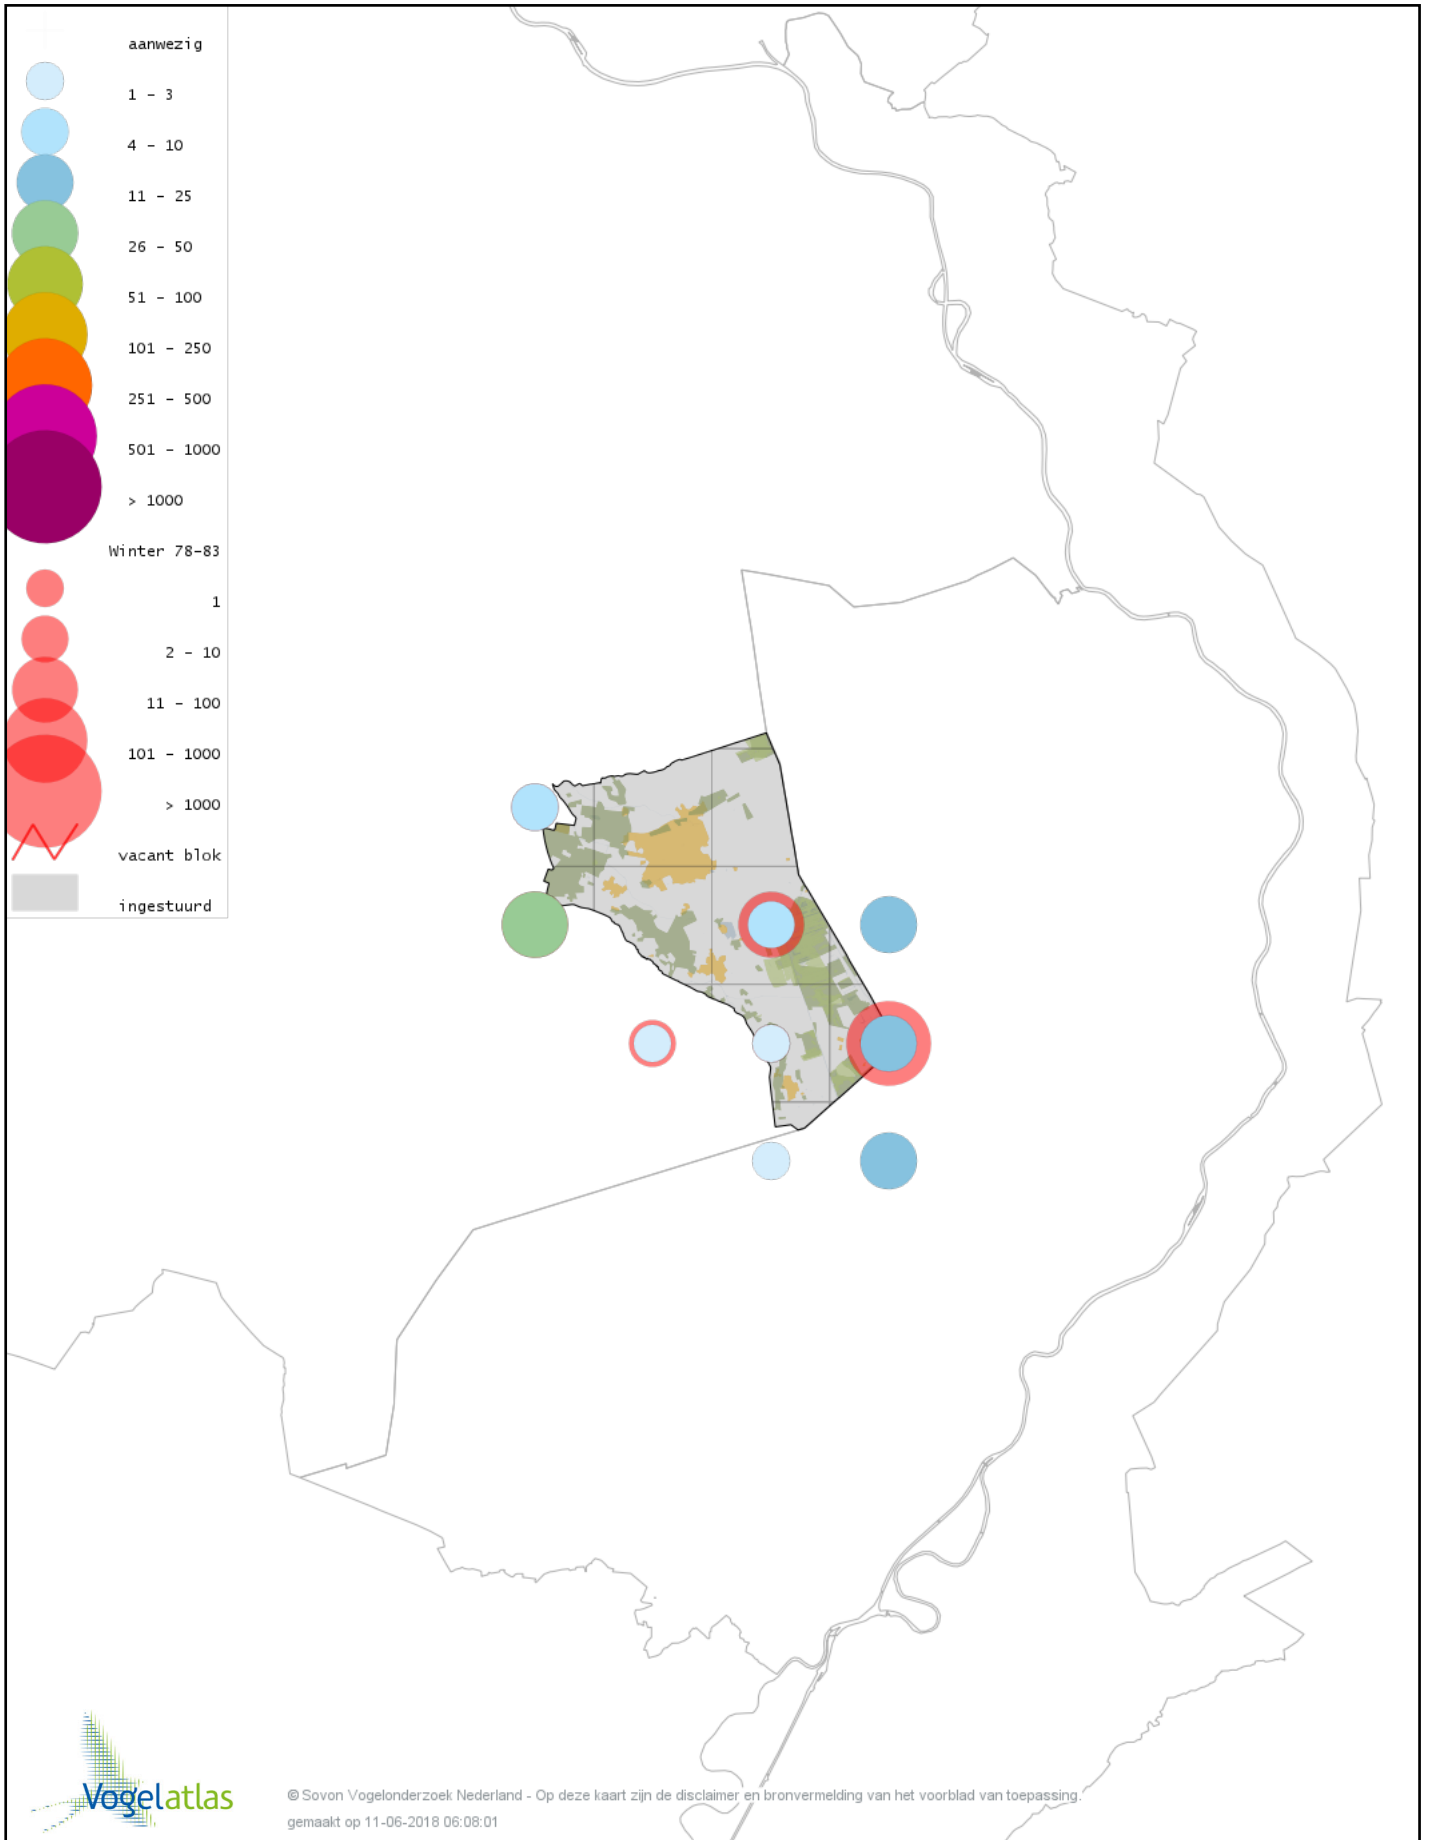 aanwezig
1 - 3
4 - 10
11 - 25
26 - 50
51 - 100
101 - 250
251 - 500
501 - 1000
> 1000
Winter 78-83
1
2 - 10
11 - 100
101 - 1000
> 1000
vacant blok
ingestuurd
Vogelatlas
© Sovon Vogelonderzoek Nederland - Op deze kaart zijn de disclaimer en bronvermelding van het voorblad van toepassing.
gemaakt op 11-06-2018 06:08:01